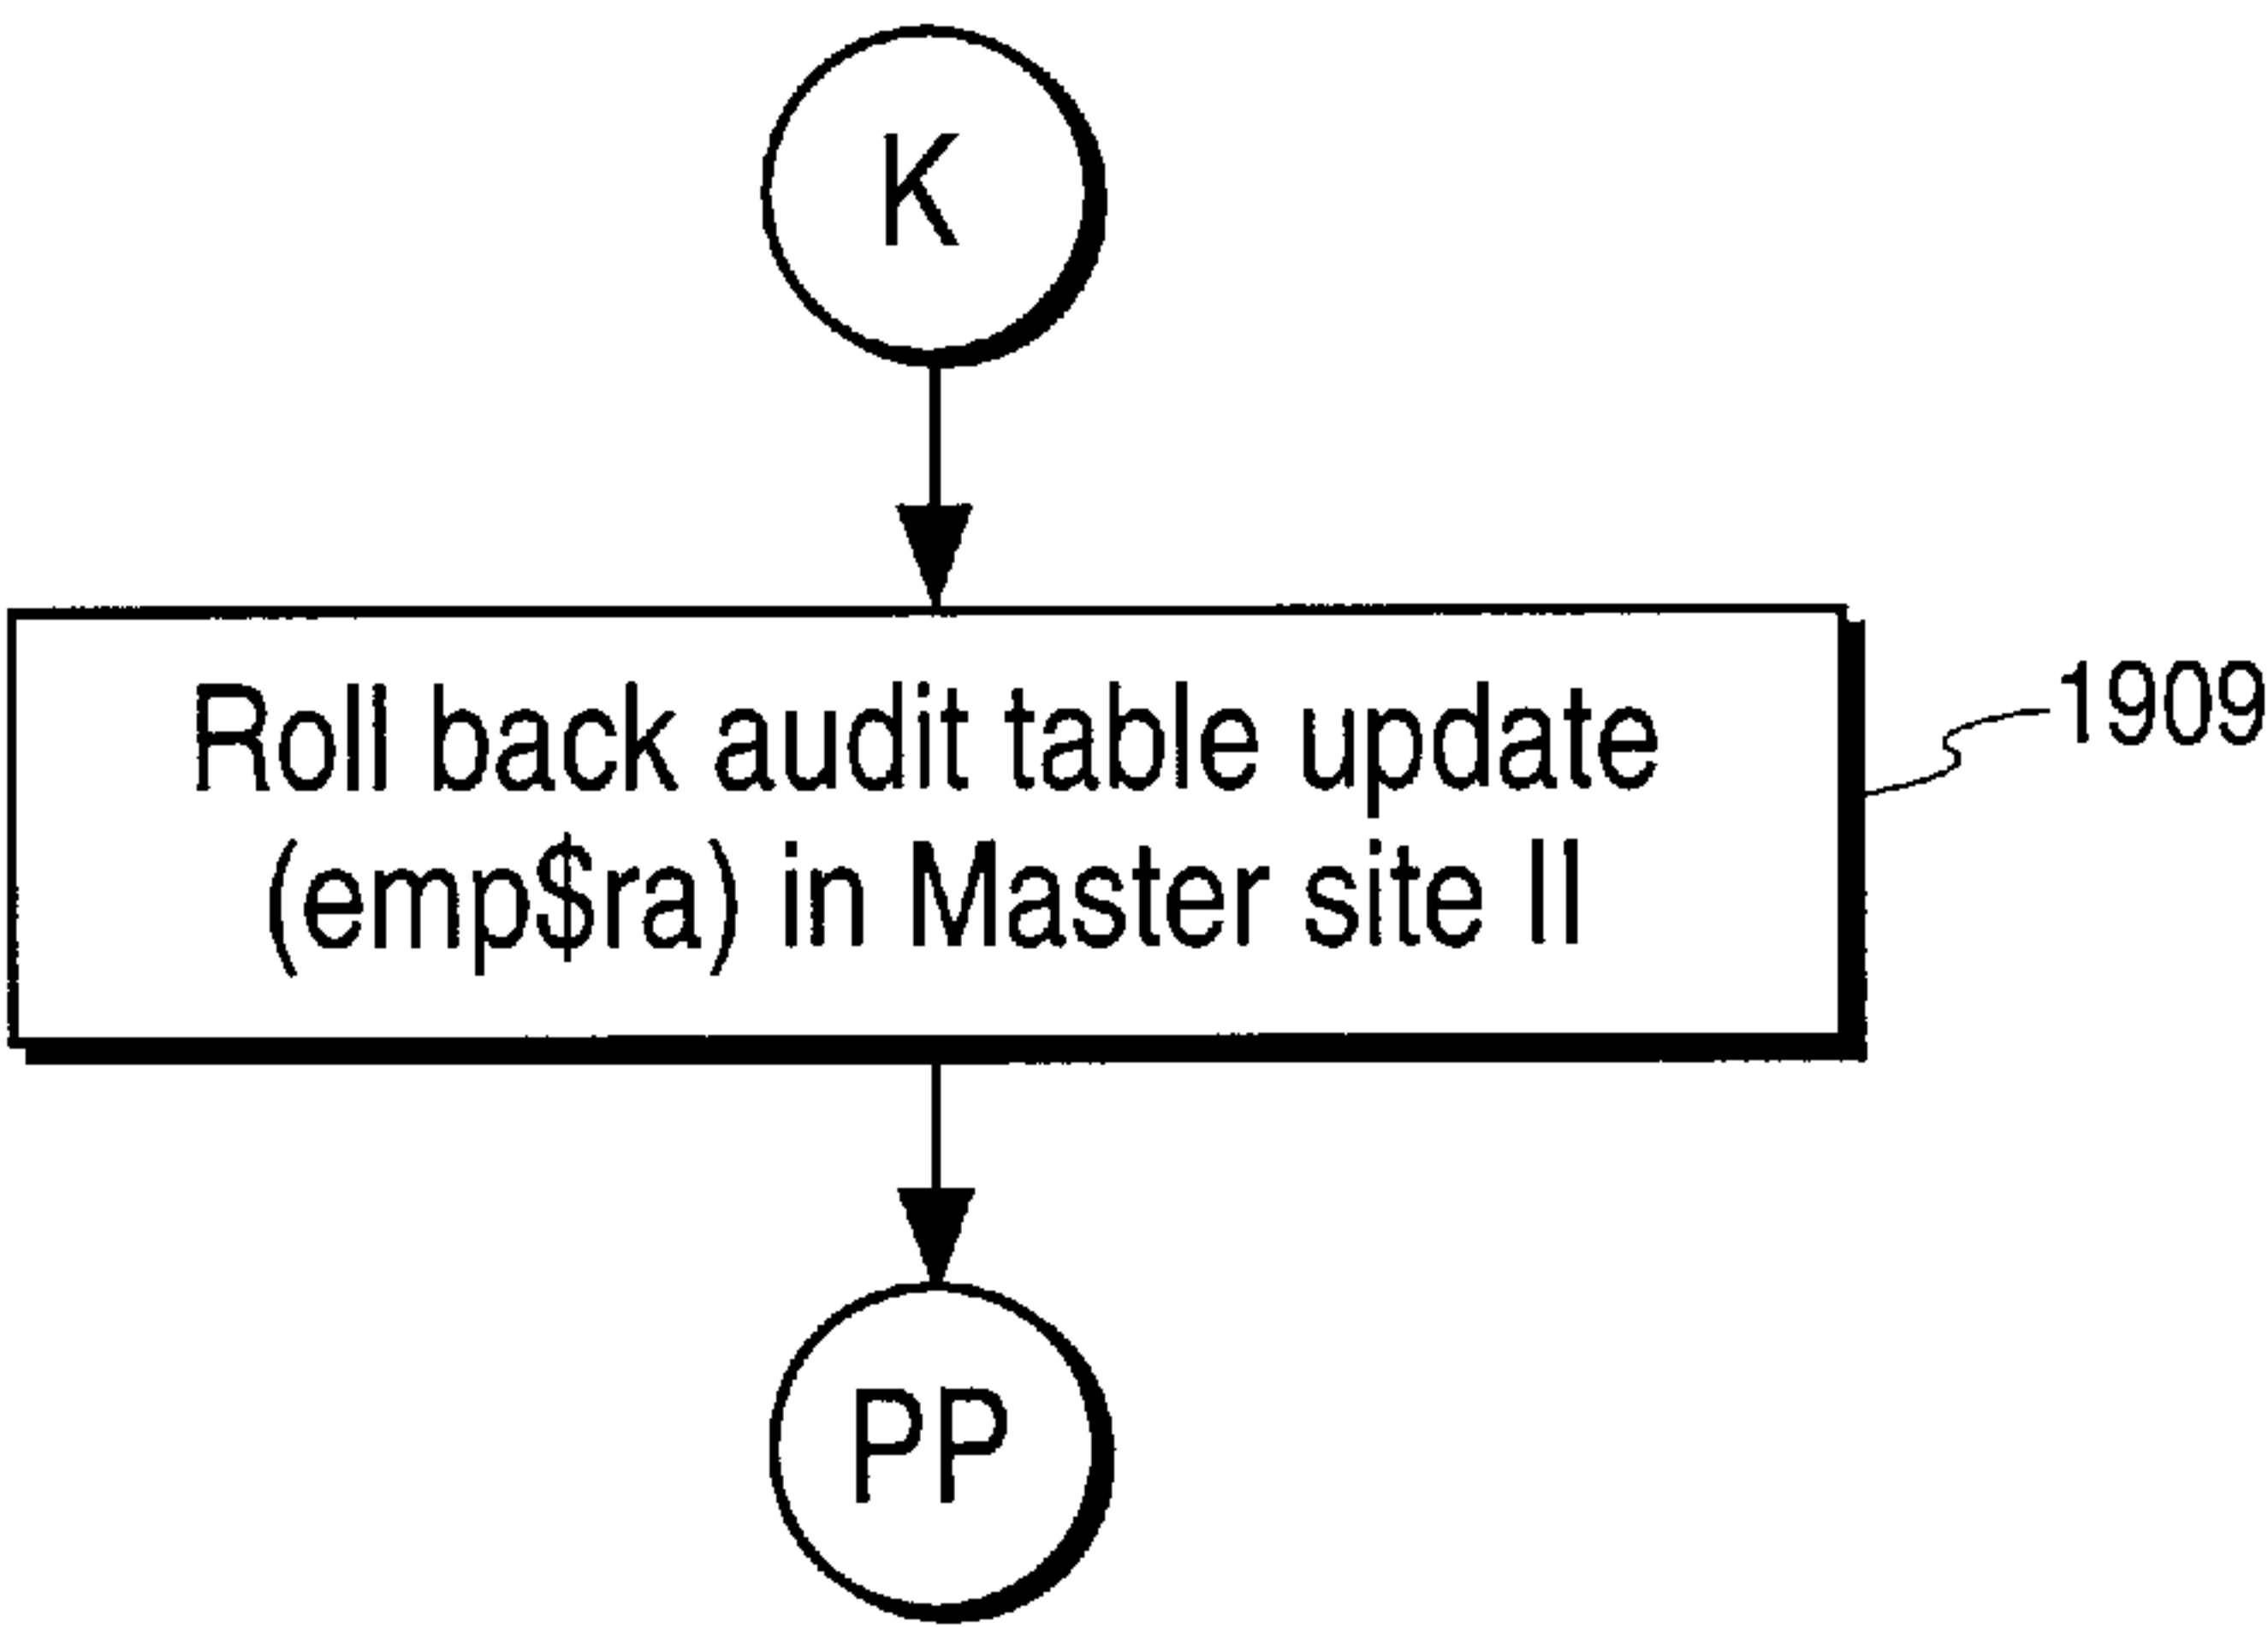 K
Roll back audit table update
1909
(emp$ra) in Master site II
PP